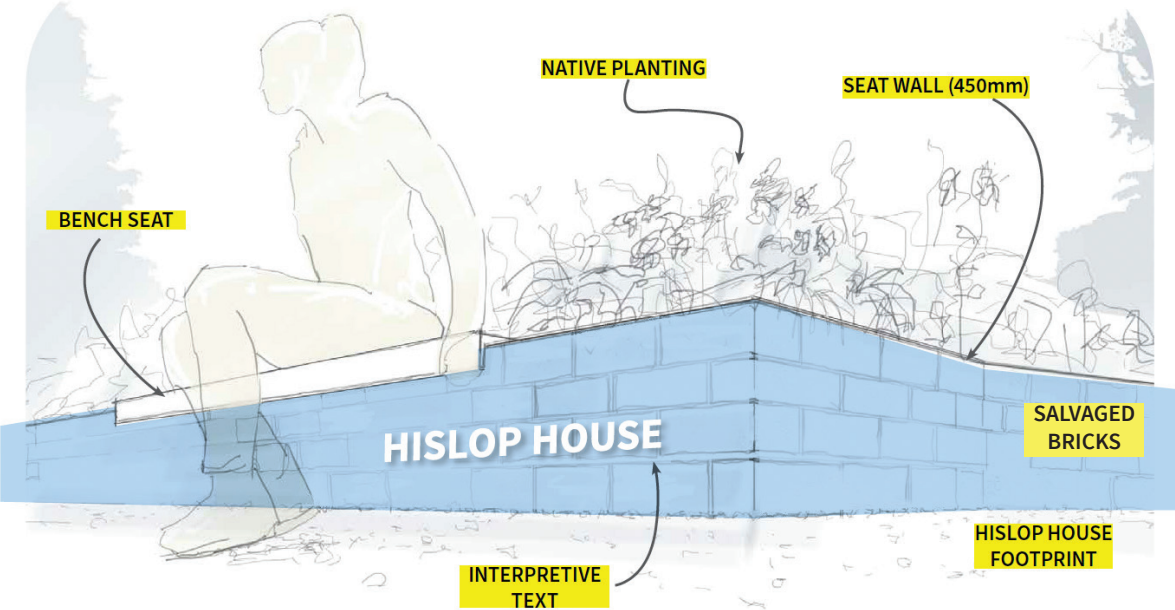 NATIVE PLANTING
SEAT WALL (450mm)
BENCH SEAT
HISLOP HOUSE
SALVAGED
BRICKS
HISLOP HOUSE
FOOTPRINT
INTERPRETIVE
TEXT